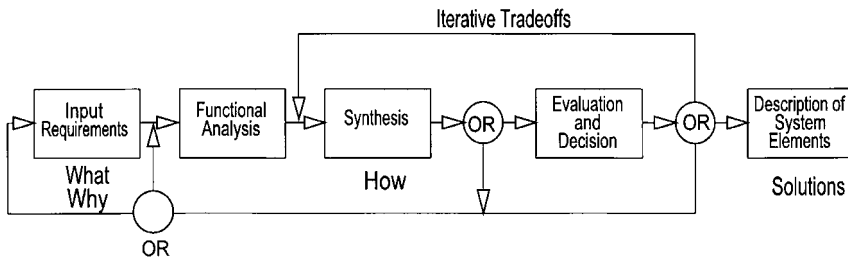 Iterative Tradeoffs
Input
Requirements
Functional
Analysis
Synthesis
OR
Evaluation
and
Decision
OR
Description of
System
Elements
What
Why
How
Solutions
OR